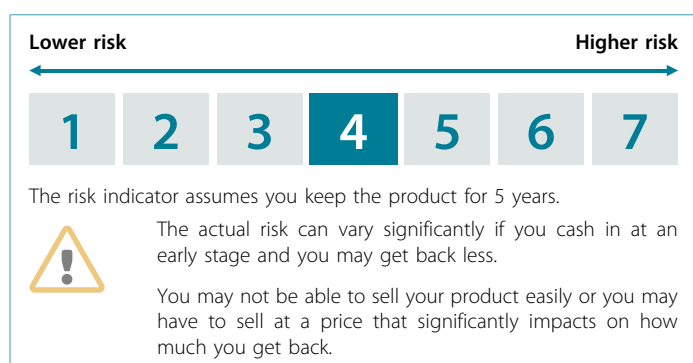 Lower risk Higher risk
1 2 3 4 5 6 7
The risk indicator assumes you keep the product for 5 years.
The actual risk can vary significantly if you cash in at an
early stage and you may get back less.
You may not be able to sell your product easily or you may
have to sell at a price that significantly impacts on how
much you get back.